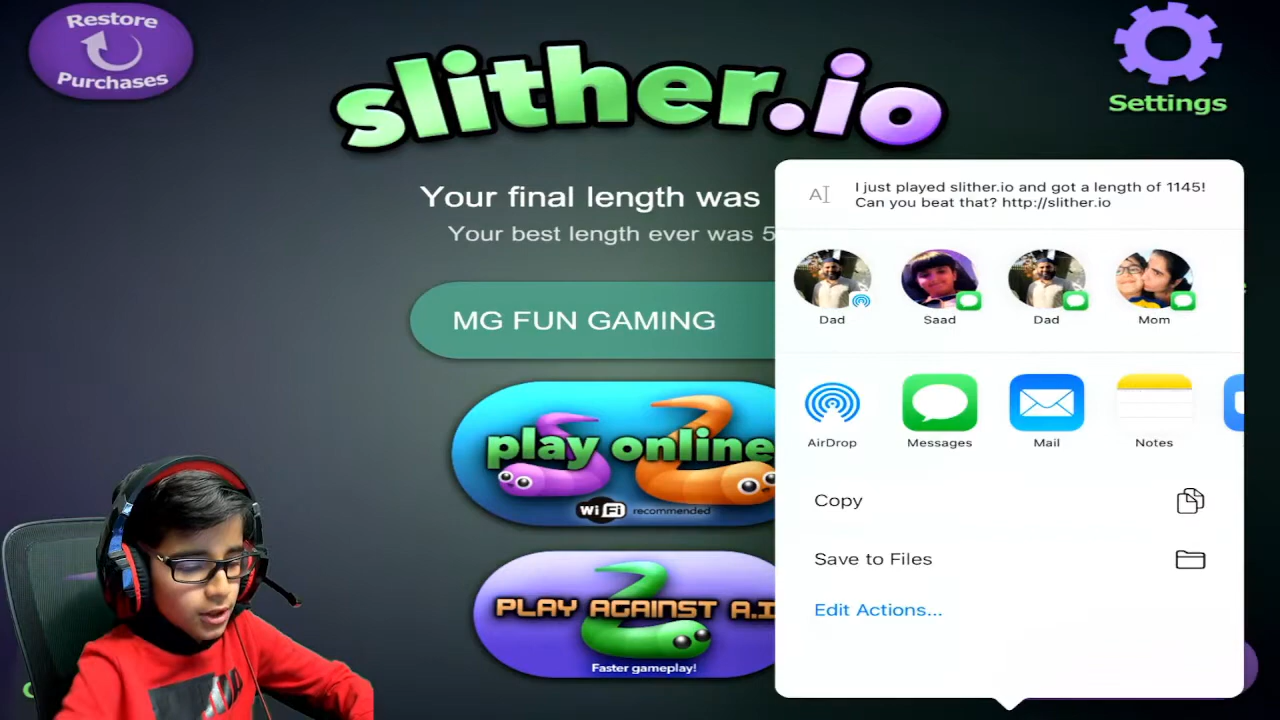 Restore
Purchases
slither.io
Settings
Your final length was
Your best length ever was 5
MG FUN GAMING
play online
WiFi recommended
PLAY AGAINST A.I
Faster gameplay!
I just played slither.io and got a length of 1145!
Can you beat that? http://slither.io
Dad
Saad
Dad
Mom
AirDrop
Messages
Mail
Notes
Copy
Save to Files
Edit Actions...